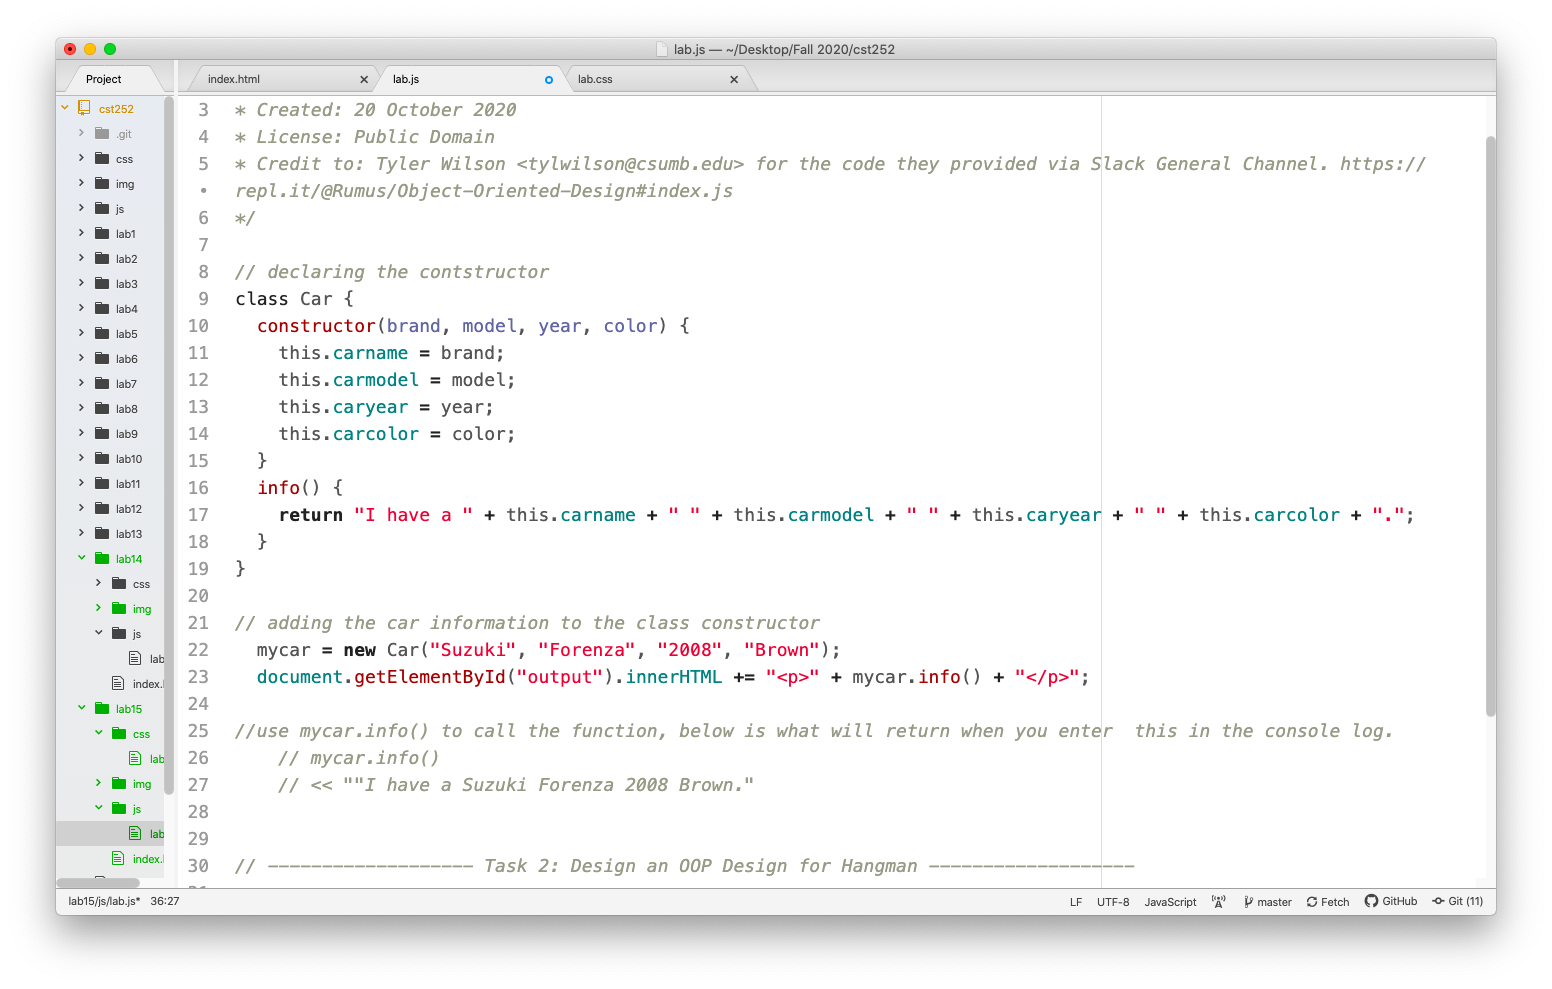 lab.js — ~/Desktop/Fall 2020/cst252
Project
index.html
lab.js
lab.css
cst252
.git
css
img
js
lab1
lab2
lab3
lab4
lab5
lab6
lab7
lab8
lab9
lab10
lab11
lab12
lab13
lab14
css
img
js
lab
index.
lab15
css
lab
img
js
lab
index.
3 * Created: 20 October 2020
4 * License: Public Domain
5 * Credit to: Tyler Wilson <tylwilson@csumb.edu> for the code they provided via Slack General Channel. https://
• repl.it/@Rumus/Object-Oriented-Design#index.js
6 */
7
8 // declaring the contstructor
9 class Car {
10 constructor(brand, model, year, color) {
11 this.carname = brand;
12 this.carmodel = model;
13 this.caryear = year;
14 this.carcolor = color;
15 }
16 info() {
17 return "I have a " + this.carname + " " + this.carmodel + " " + this.caryear + " " + this.carcolor + ".";
18 }
19 }
20
21 // adding the car information to the class constructor
22 mycar = new Car("Suzuki", "Forenza", "2008", "Brown");
23 document.getElementById("output").innerHTML += "<p>" + mycar.info() + "</p>";
24
25 //use mycar.info() to call the function, below is what will return when you enter  this in the console log.
26 // mycar.info()
27 // << ""I have a Suzuki Forenza 2008 Brown."
28
29
30 // ------------------- Task 2: Design an OOP Design for Hangman -------------------
lab15/js/lab.js* 36:27
LF UTF-8 JavaScript master Fetch GitHub Git (11)